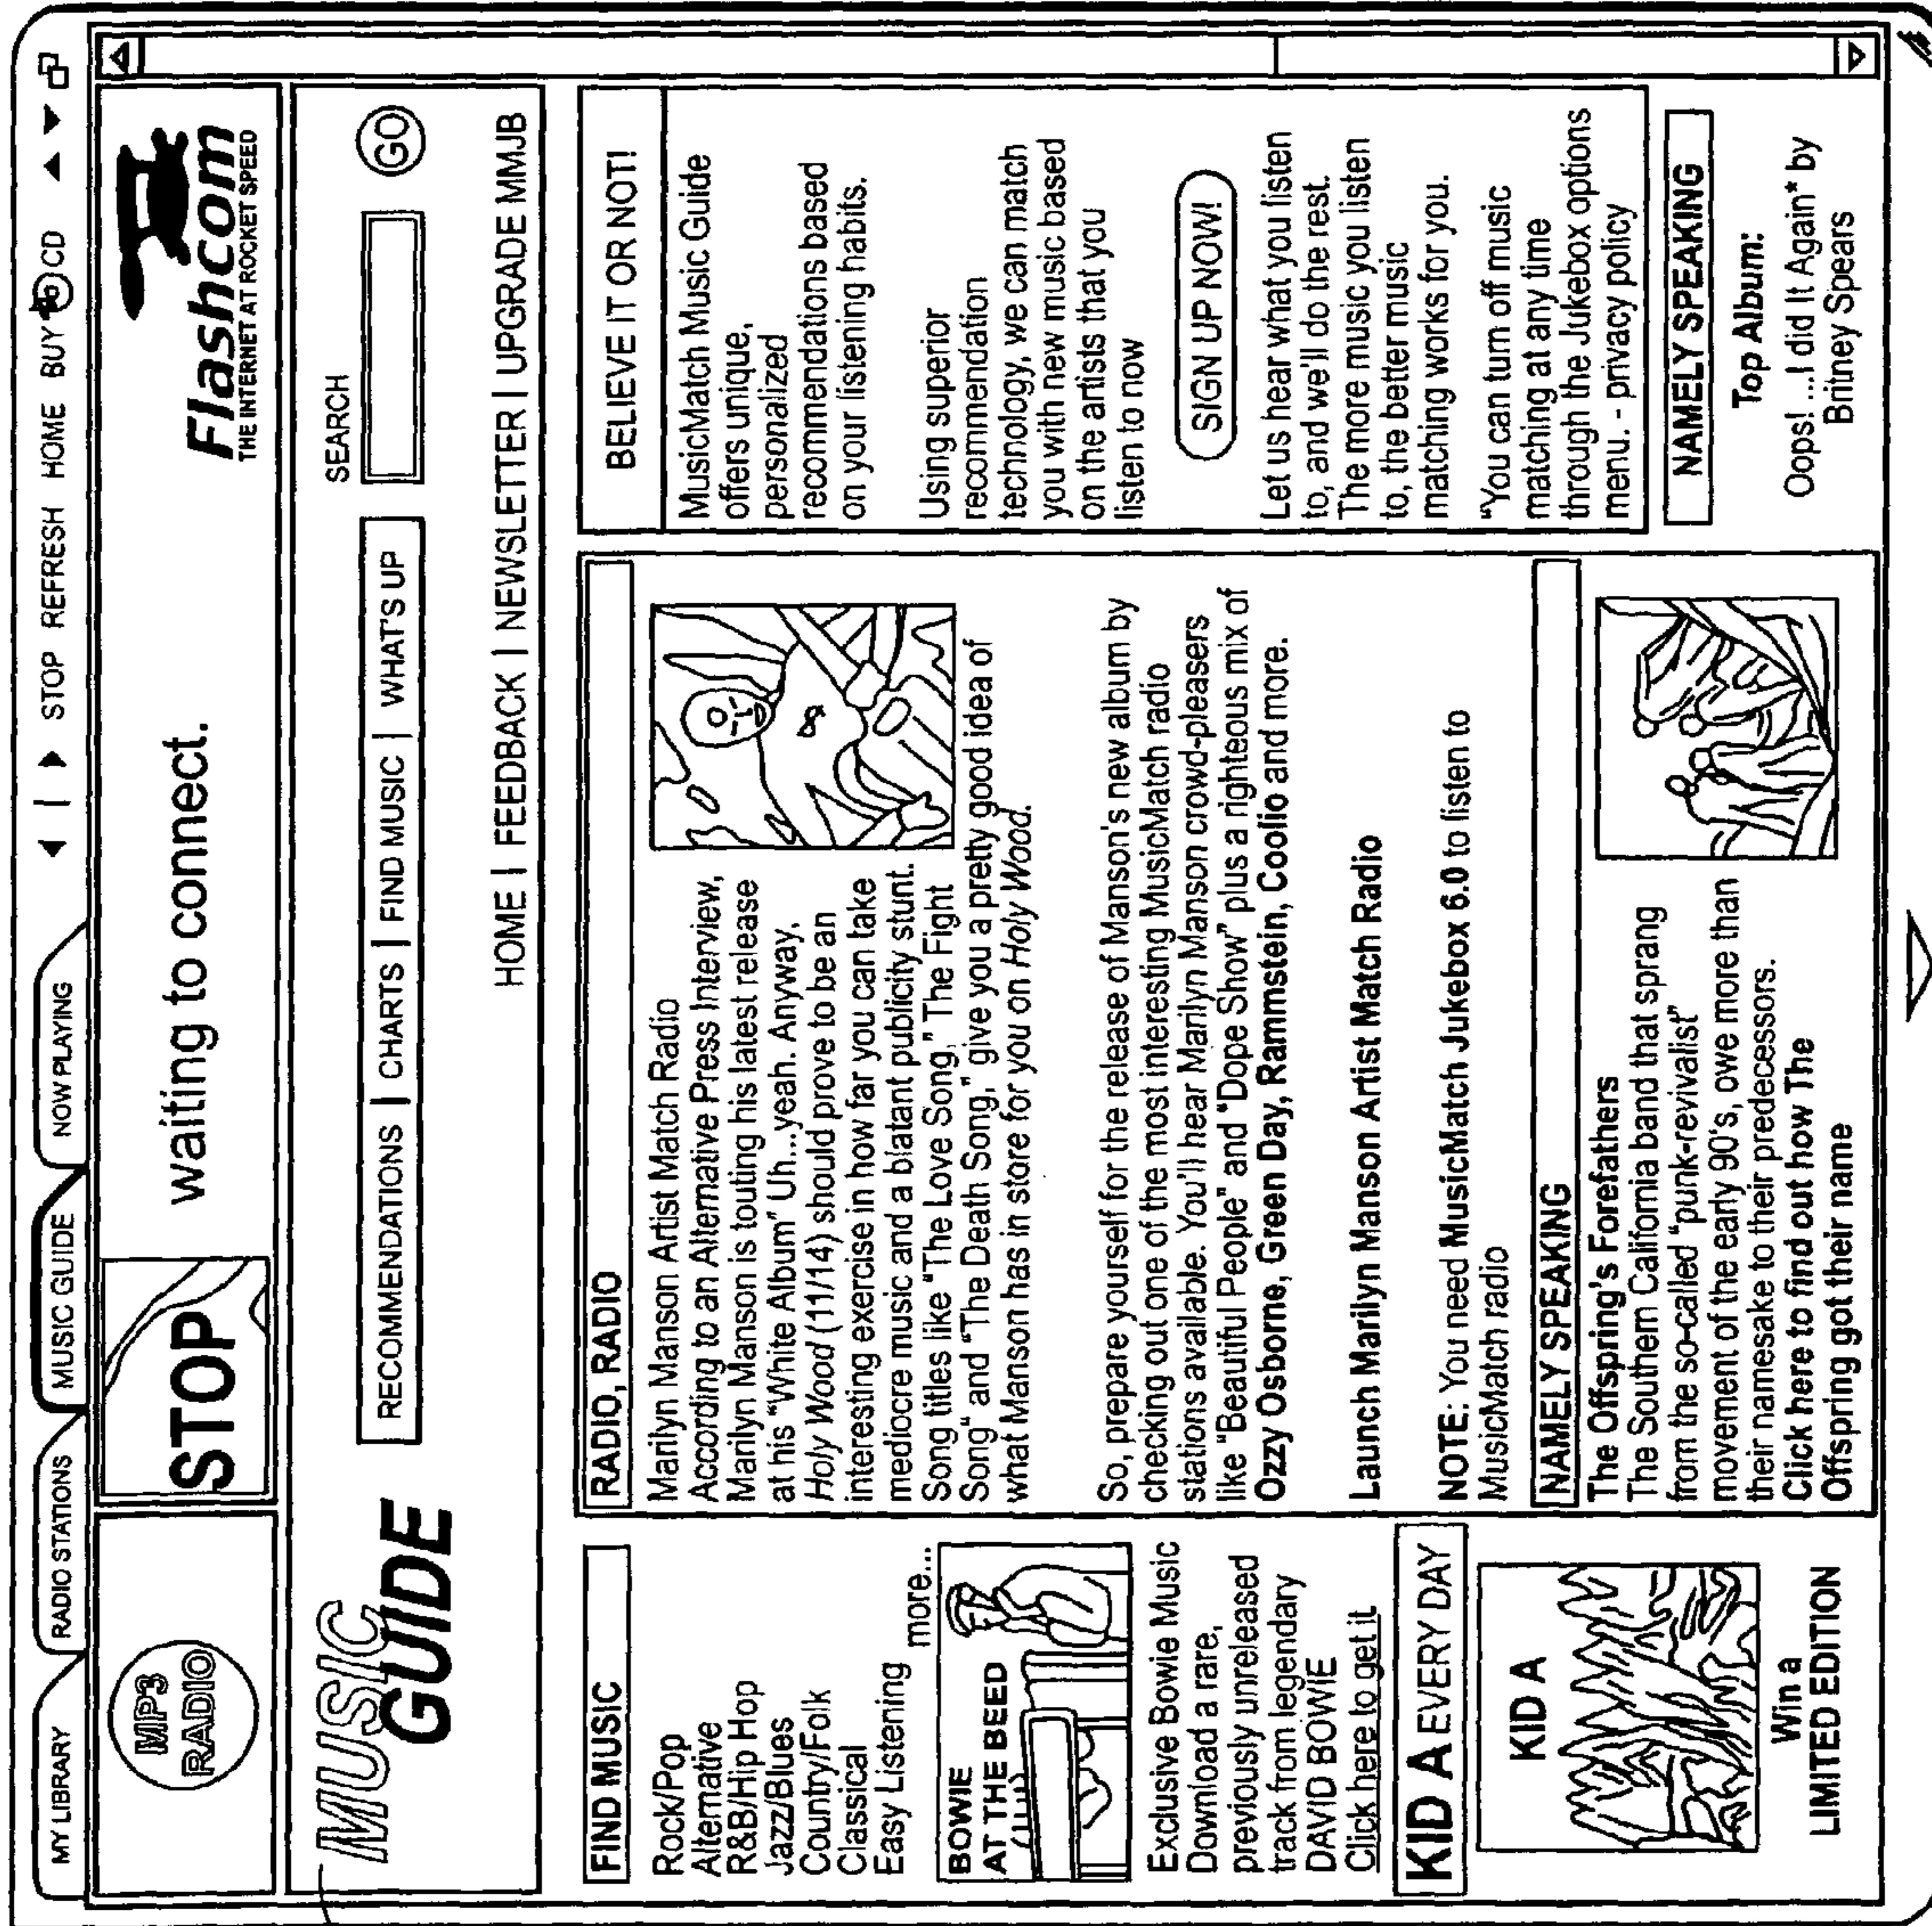 MY LIBRARY
RADIO STATIONS
MUSIC GUIDE
NOW PLAYING
STOP REFRESH HOME BUY CD
MP3
RADIO
STOP
waiting to connect.
Flashcom
THE INTERNET AT ROCKET SPEED
MUSIC
GUIDE
SEARCH
RECOMMENDATIONS | CHARTS | FIND MUSIC | WHAT'S UP
GO
HOME | FEEDBACK | NEWSLETTER | UPGRADE MMJB
FIND MUSIC
Rock/Pop
Alternative
R&B/Hip Hop
Jazz/Blues
Country/Folk
Classical
Easy Listening
more...
BOWIE
AT THE BEED
Exclusive Bowie Music
Download a rare,
previously unreleased
track from legendary
DAVID BOWIE
Click here to get it
KID A EVERY DAY
KID A
Win a
LIMITED EDITION
RADIO, RADIO
Marilyn Manson Artist Match Radio
According to an Alternative Press Interview,
Marilyn Manson is touting his latest release
at his "White Album" Uh...yeah. Anyway,
Holy Wood (11/14) should prove to be an
interesting exercise in how far you can take
mediocre music and a blatant publicity stunt.
Song titles like "The Love Song," The Fight
Song" and "The Death Song," give you a pretty good idea of
what Manson has in store for you on Holy Wood.
So, prepare yourself for the release of Manson's new album by
checking out one of the most interesting MusicMatch radio
stations available. You'll hear Marilyn Manson crowd-pleasers
like "Beautiful People" and "Dope Show" plus a righteous mix of
Ozzy Osborne, Green Day, Rammstein, Coolio and more.
Launch Marilyn Manson Artist Match Radio
NOTE: You need MusicMatch Jukebox 6.0 to listen to
MusicMatch radio
NAMELY SPEAKING
The Offspring's Forefathers
The Southern California band that sprang
from the so-called "punk-revivalist"
movement of the early 90's, owe more than
their namesake to their predecessors.
Click here to find out how The
Offspring got their name
BELIEVE IT OR NOT!
MusicMatch Music Guide
offers unique,
personalized
recommendations based
on your listening habits.
Using superior
recommendation
technology, we can match
you with new music based
on the artists that you
listen to now
SIGN UP NOW!
Let us hear what you listen
to, and we'll do the rest.
The more music you listen
to, the better music
matching works for you.
"You can turn off music
matching at any time
through the Jukebox options
menu. - privacy policy
NAMELY SPEAKING
Top Album:
Oops! ...I did It Again* by
Britney Spears